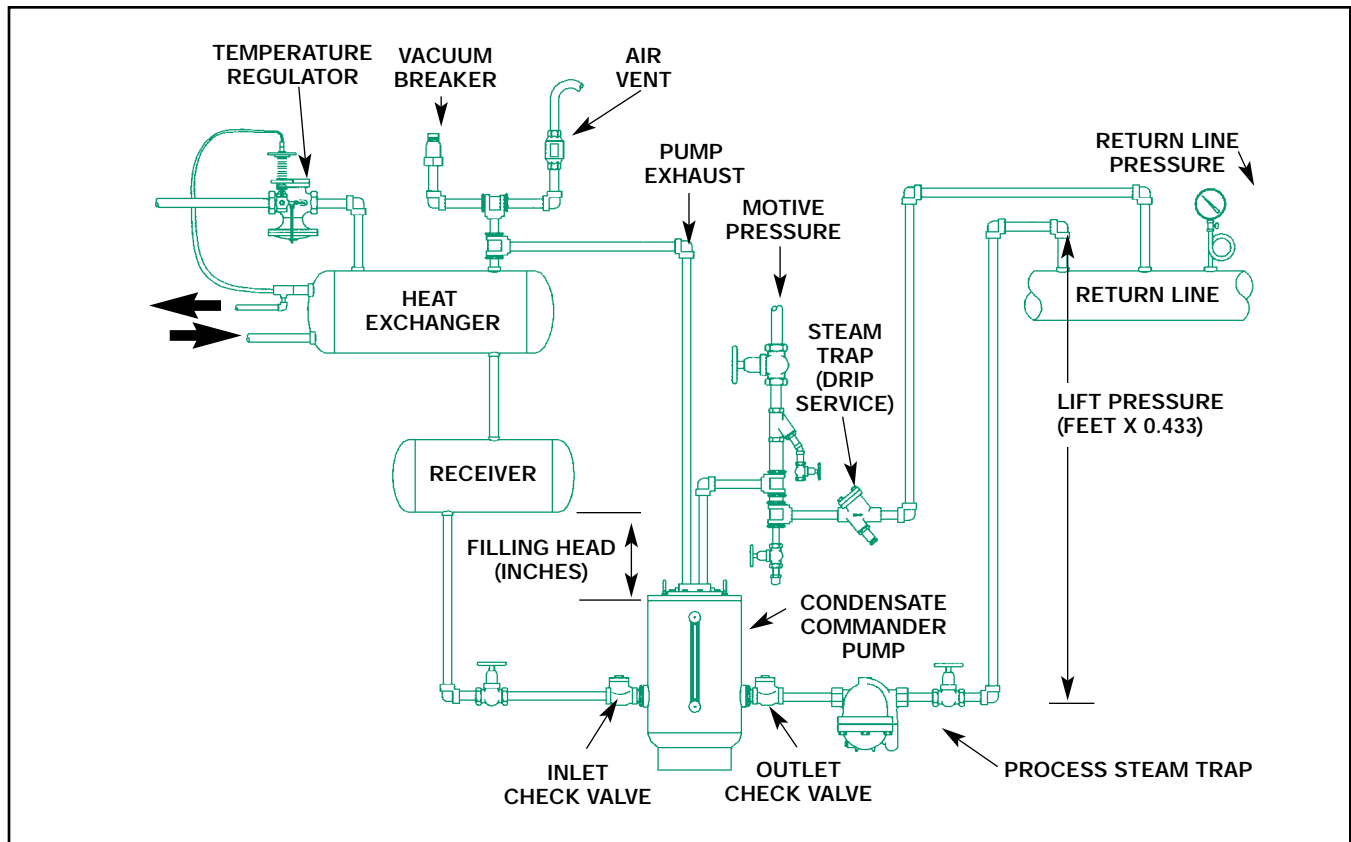 TEMPERATURE
REGULATOR
VACUUM
BREAKER
AIR
VENT
PUMP
EXHAUST
MOTIVE
PRESSURE
RETURN LINE
PRESSURE
HEAT
EXCHANGER
RETURN LINE
STEAM
TRAP
(DRIP
SERVICE)
LIFT PRESSURE
(FEET X 0.433)
RECEIVER
FILLING HEAD
(INCHES)
CONDENSATE
COMMANDER
PUMP
INLET
CHECK VALVE
OUTLET
CHECK VALVE
PROCESS STEAM TRAP